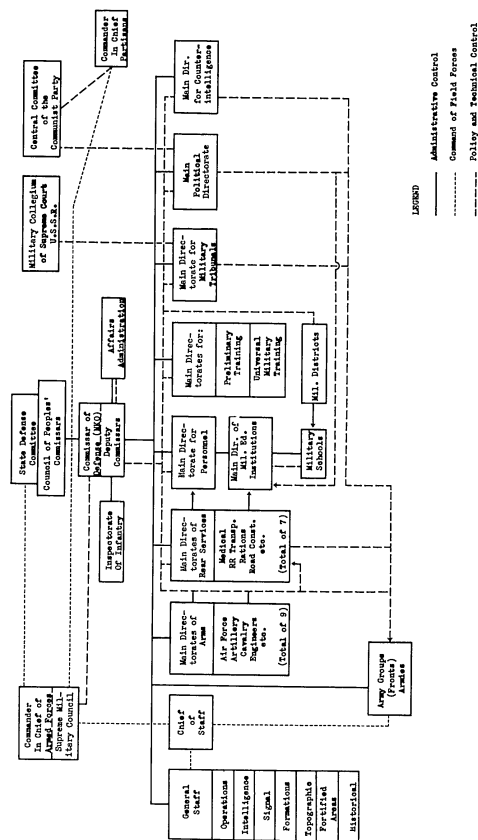 State Defense
Committee
Council of Peoples'
Commissars
Military Collegium
of Supreme Court
U.S.S.R.
Central Committee
of the
Communist Party
Commander
In Chief
Partisans
Commander
In Chief of
Armed Forces
Supreme Mil-
itary Council
Inspectorate
Of Infantry
Commissar of
Defense (NKO)
Deputy
Commissars
Affairs
Administration
Chief
of
Staff
General
Staff
Operations
Intelligence
Signal
Formations
Topographic
Fortified
Areas
Historical
Main Direc-
torates of
Arms
Air Force
Artillery
Cavalry
Engineers
etc.
(Total of 9)
Main Direc-
torates of
Rear Services
Medical
RR Transp.
Rations
Road Const.
etc.
(Total of 7)
Main Direc-
torate for
Personnel
Main Dir. of
Mil. Ed.
Institutions
Military
Schools
Main Direc-
torates for:
Preliminary
Training
Universal
Military
Training
Mil. Districts
Main Direc-
torate for
Military
Tribunals
Main
Political
Directorate
Main Dir.
for Counter-
intelligence
Army Groups
(Fronts)
Armies
LEGEND
Administrative Control
Command of Field Forces
Policy and Technical Control